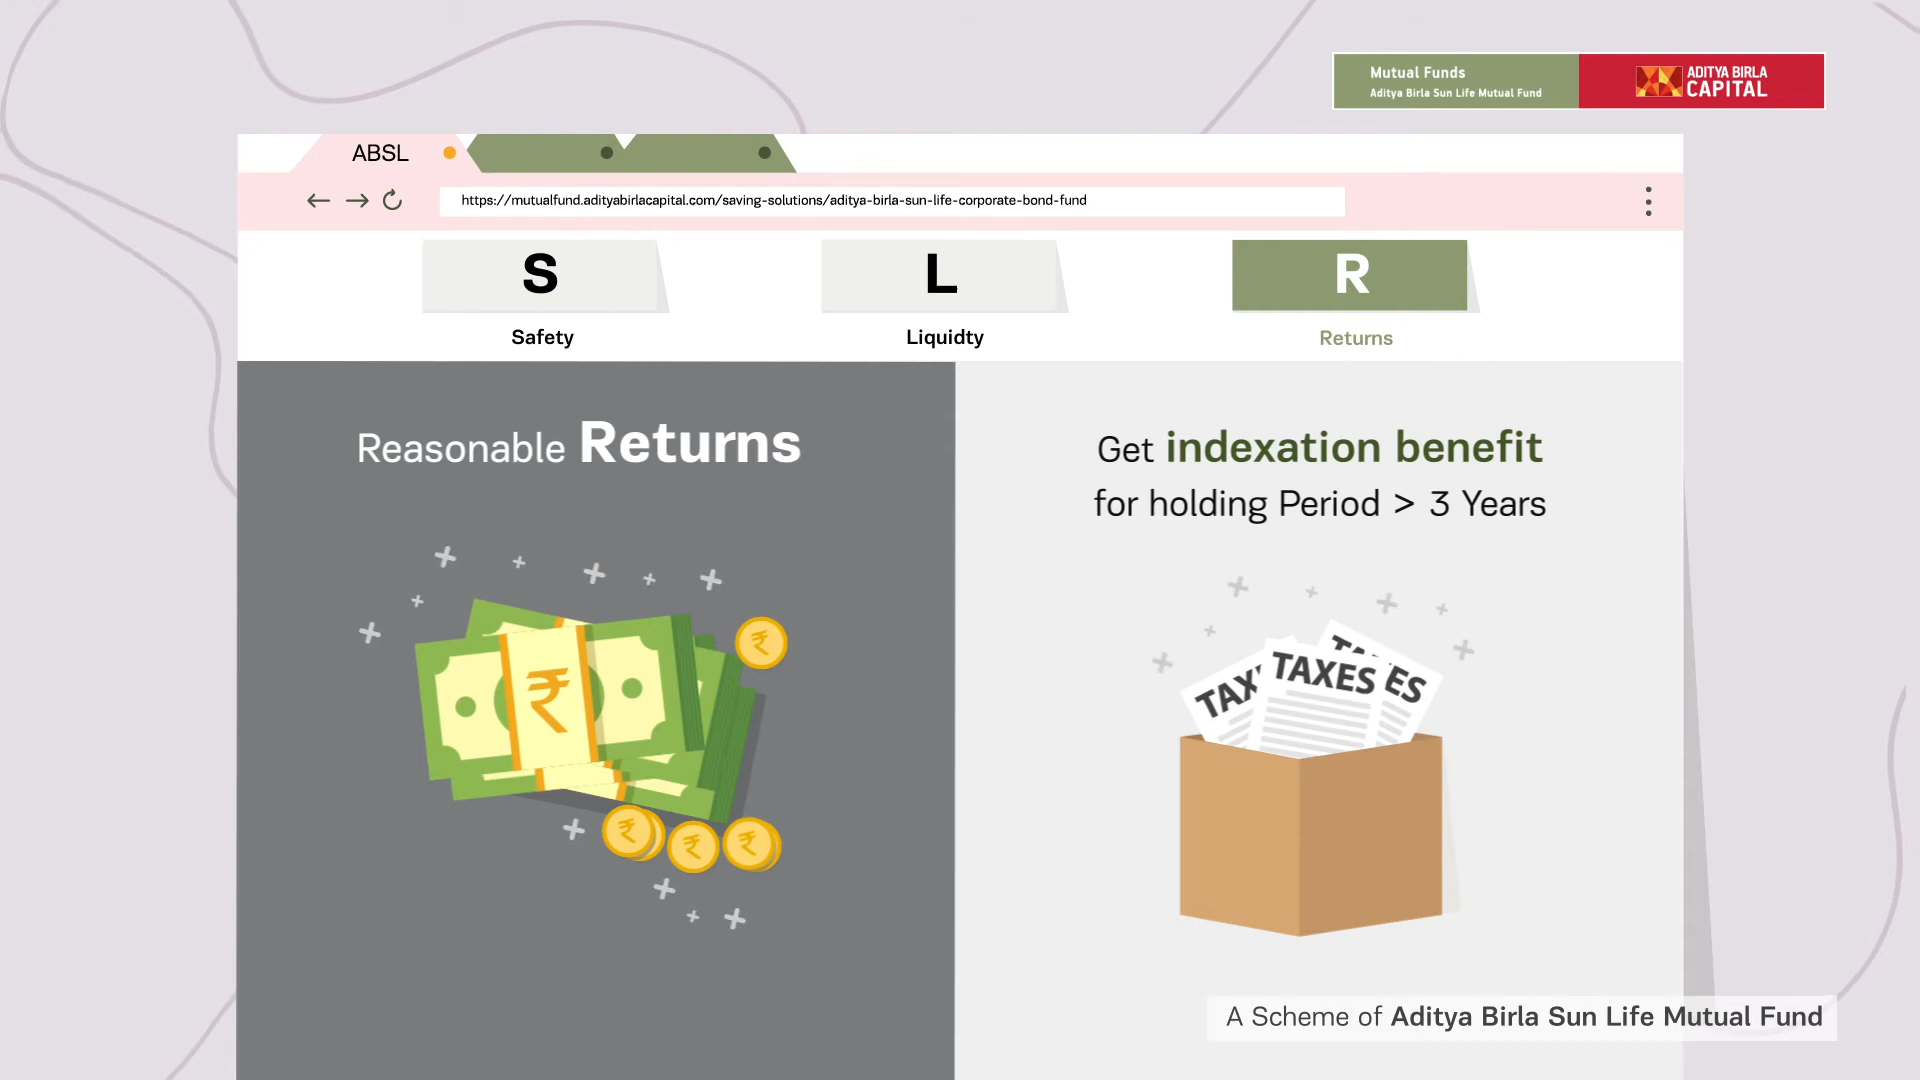 Mutual Funds
Aditya Birla Sun Life Mutual Fund
ADITYA BIRLA
CAPITAL
ABSL
https://mutualfund.adityabirlacapital.com/saving-solutions/aditya-birla-sun-life-corporate-bond-fund
S
L
R
Safety
Liquidty
Returns
Reasonable Returns
Get indexation benefit
for holding Period > 3 Years
₹
₹
₹
₹
₹
TAXES
A Scheme of Aditya Birla Sun Life Mutual Fund